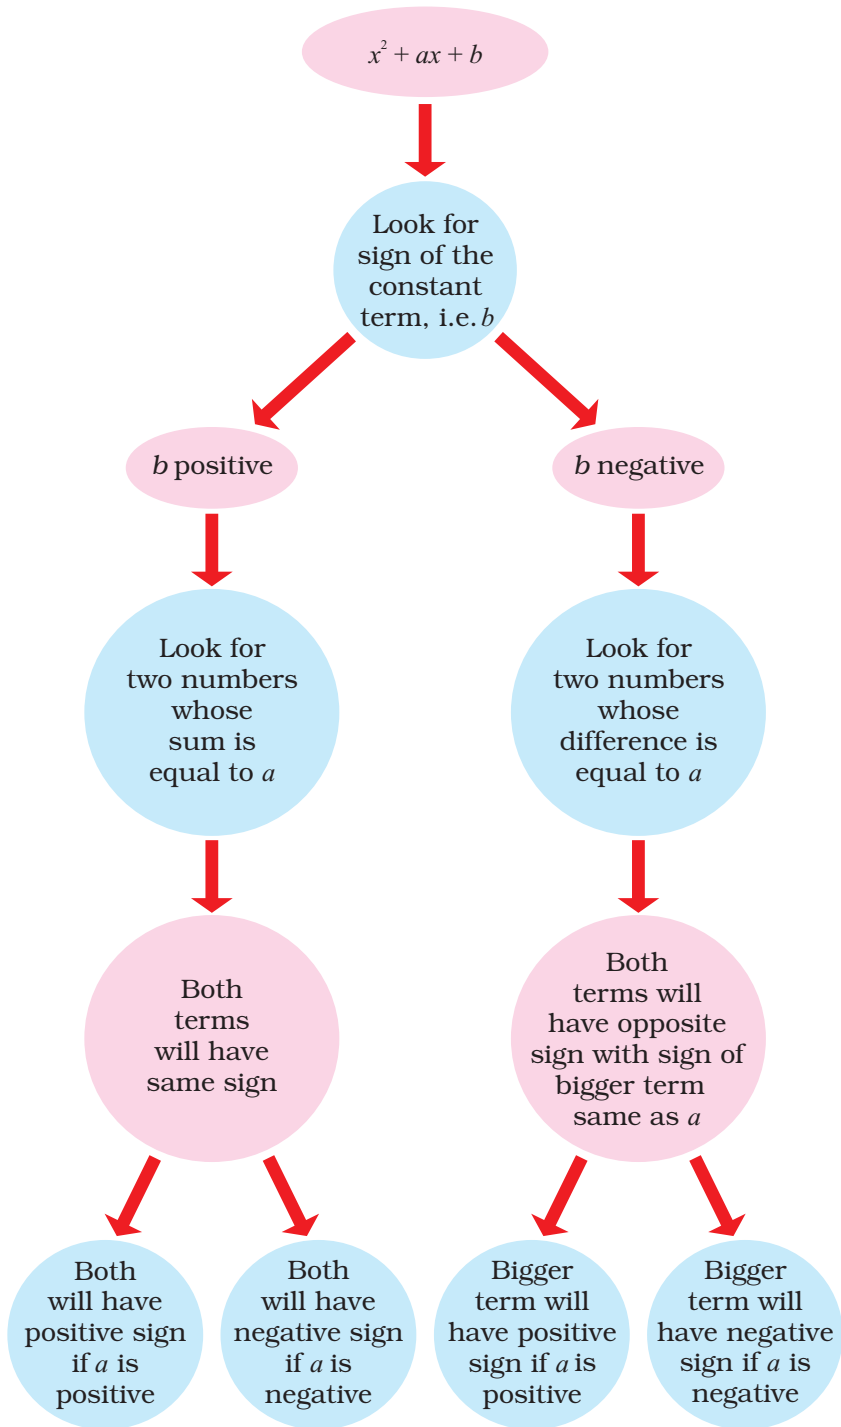 x² + ax + b
Look for
sign of the
constant
term, i.e. b
b positive
b negative
Look for
two numbers
whose
sum is
equal to a
Look for
two numbers
whose
difference is
equal to a
Both
terms
will have
same sign
Both
terms will
have opposite
sign with sign of
bigger term
same as a
Both
will have
positive sign
if a is
positive
Both
will have
negative sign
if a is
negative
Bigger
term will
have positive
sign if a is
positive
Bigger
term will
have negative
sign if a is
negative